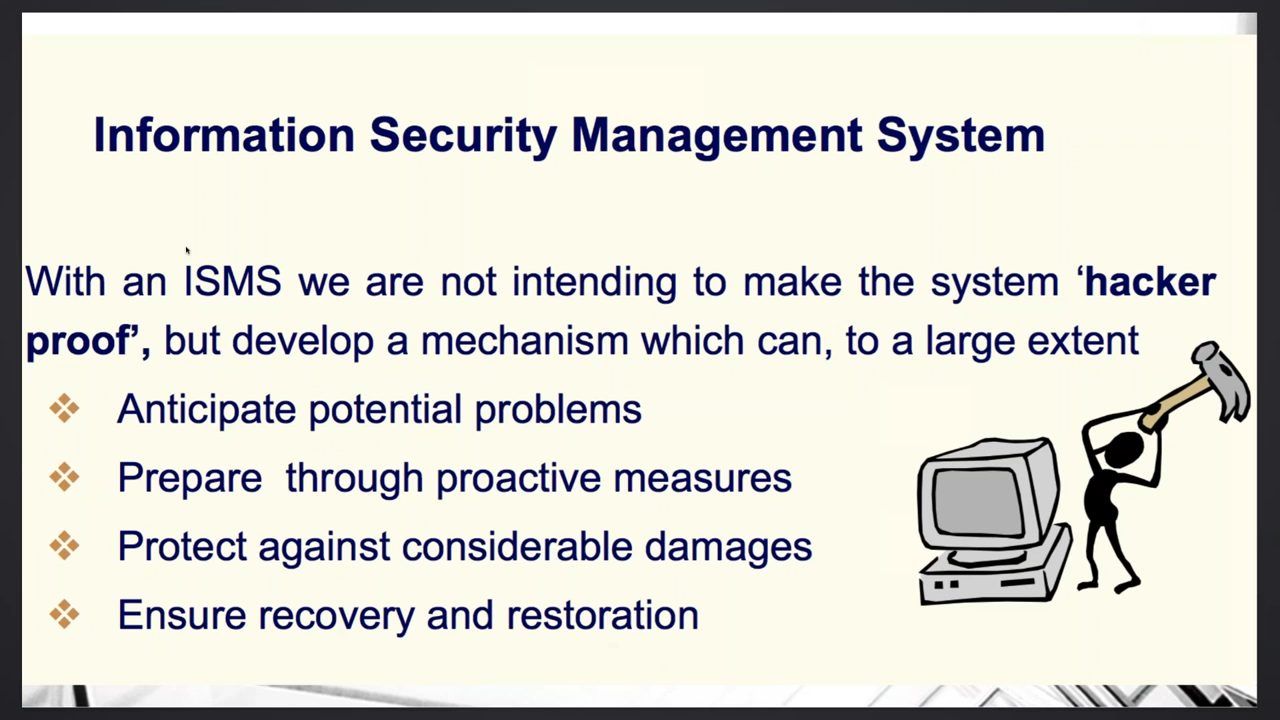 Information Security Management System
With an ISMS we are not intending to make the system ‘hacker
proof’, but develop a mechanism which can, to a large extent
❖ Anticipate potential problems
❖ Prepare through proactive measures
❖ Protect against considerable damages
❖ Ensure recovery and restoration